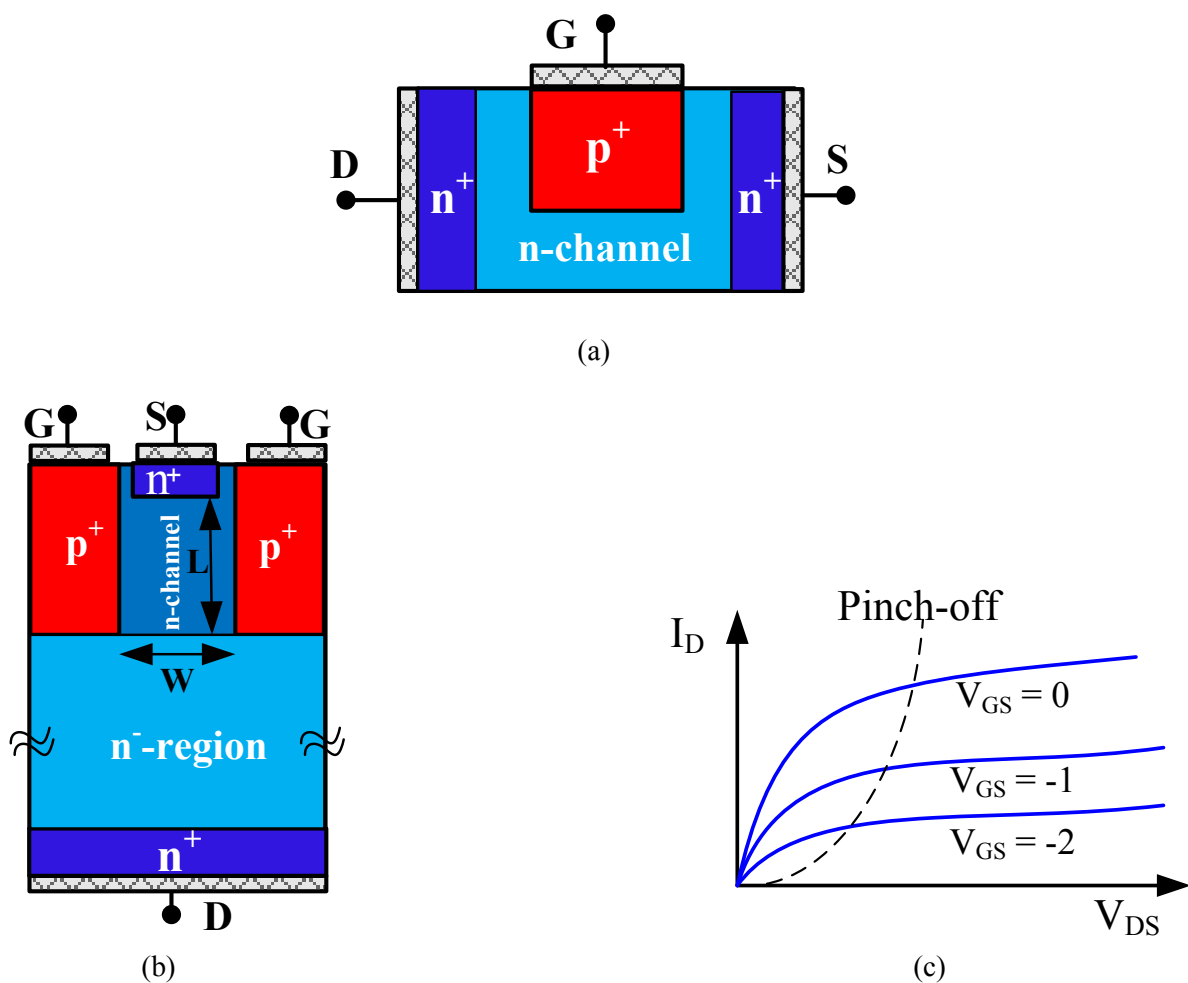 G
D
S
p+
n+
n+
n-channel
(a)
G
S
G
n+
p+
p+
n-channel
L
W
n--region
n+
D
(b)
Pinch-off
ID
VGS = 0
VGS = -1
VGS = -2
VDS
(c)